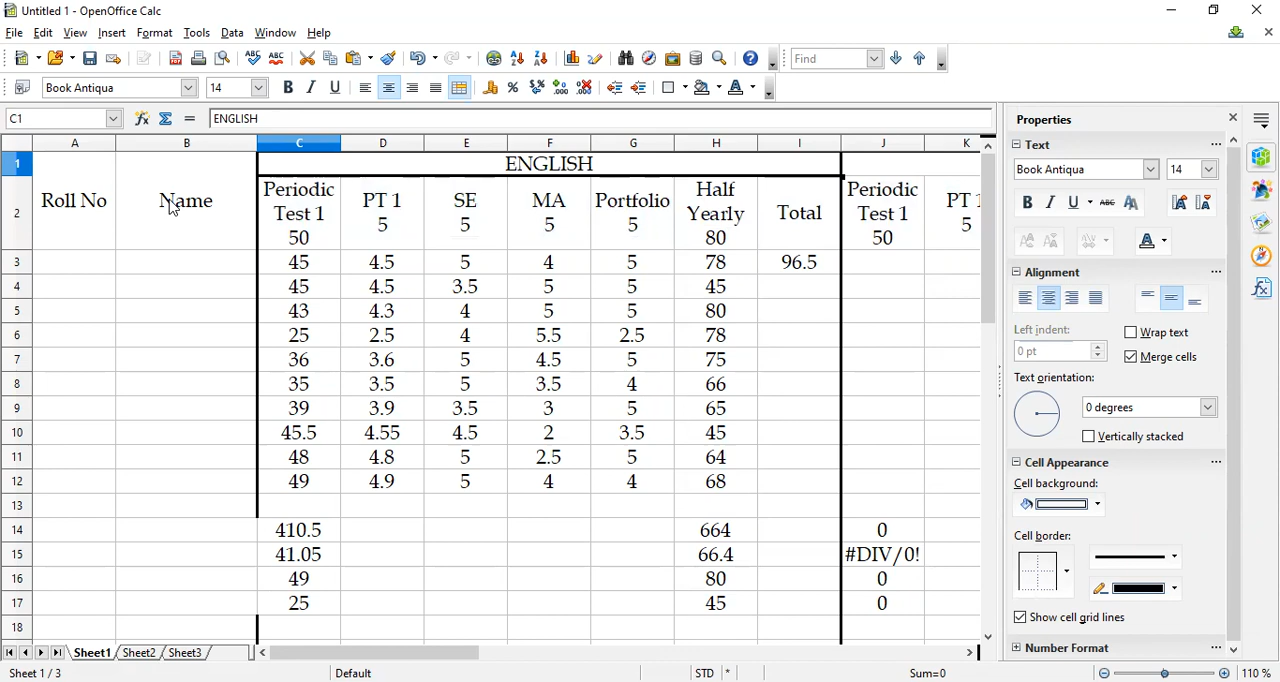 Untitled 1 - OpenOffice Calc
File Edit View Insert Format Tools Window Help Data
Find
Book Antiqua 14
C1 ENGLISH
A B C D E F G H I J K
1 ENGLISH
2 Roll No Name Periodic Test 1 50 PT 1 5 SE 5 MA 5 Portfolio 5 Half Yearly 80 Total Periodic Test 1 50 PT 5
3 45 4.5 5 4 5 78 96.5
4 45 4.5 3.5 5 5 45
5 43 4.3 4 5 5 80
6 25 2.5 4 5.5 2.5 78
7 36 3.6 5 4.5 5 75
8 35 3.5 5 3.5 4 66
9 39 3.9 3.5 3 5 65
10 45.5 4.55 4.5 2 3.5 45
11 48 4.8 5 2.5 5 64
12 49 4.9 5 4 4 68
13
14 410.5 664 0
15 41.05 66.4 #DIV/0!
16 49 80 0
17 25 45 0
18
Sheet1 Sheet2 Sheet3
Sheet 1 / 3 Default STD * Sum=0 110 %
Properties
Text
Book Antiqua 14
Alignment
Left indent:
0 pt
Wrap text
Merge cells
Text orientation:
0 degrees
Vertically stacked
Cell Appearance
Cell background:
Cell border:
Show cell grid lines
Number Format